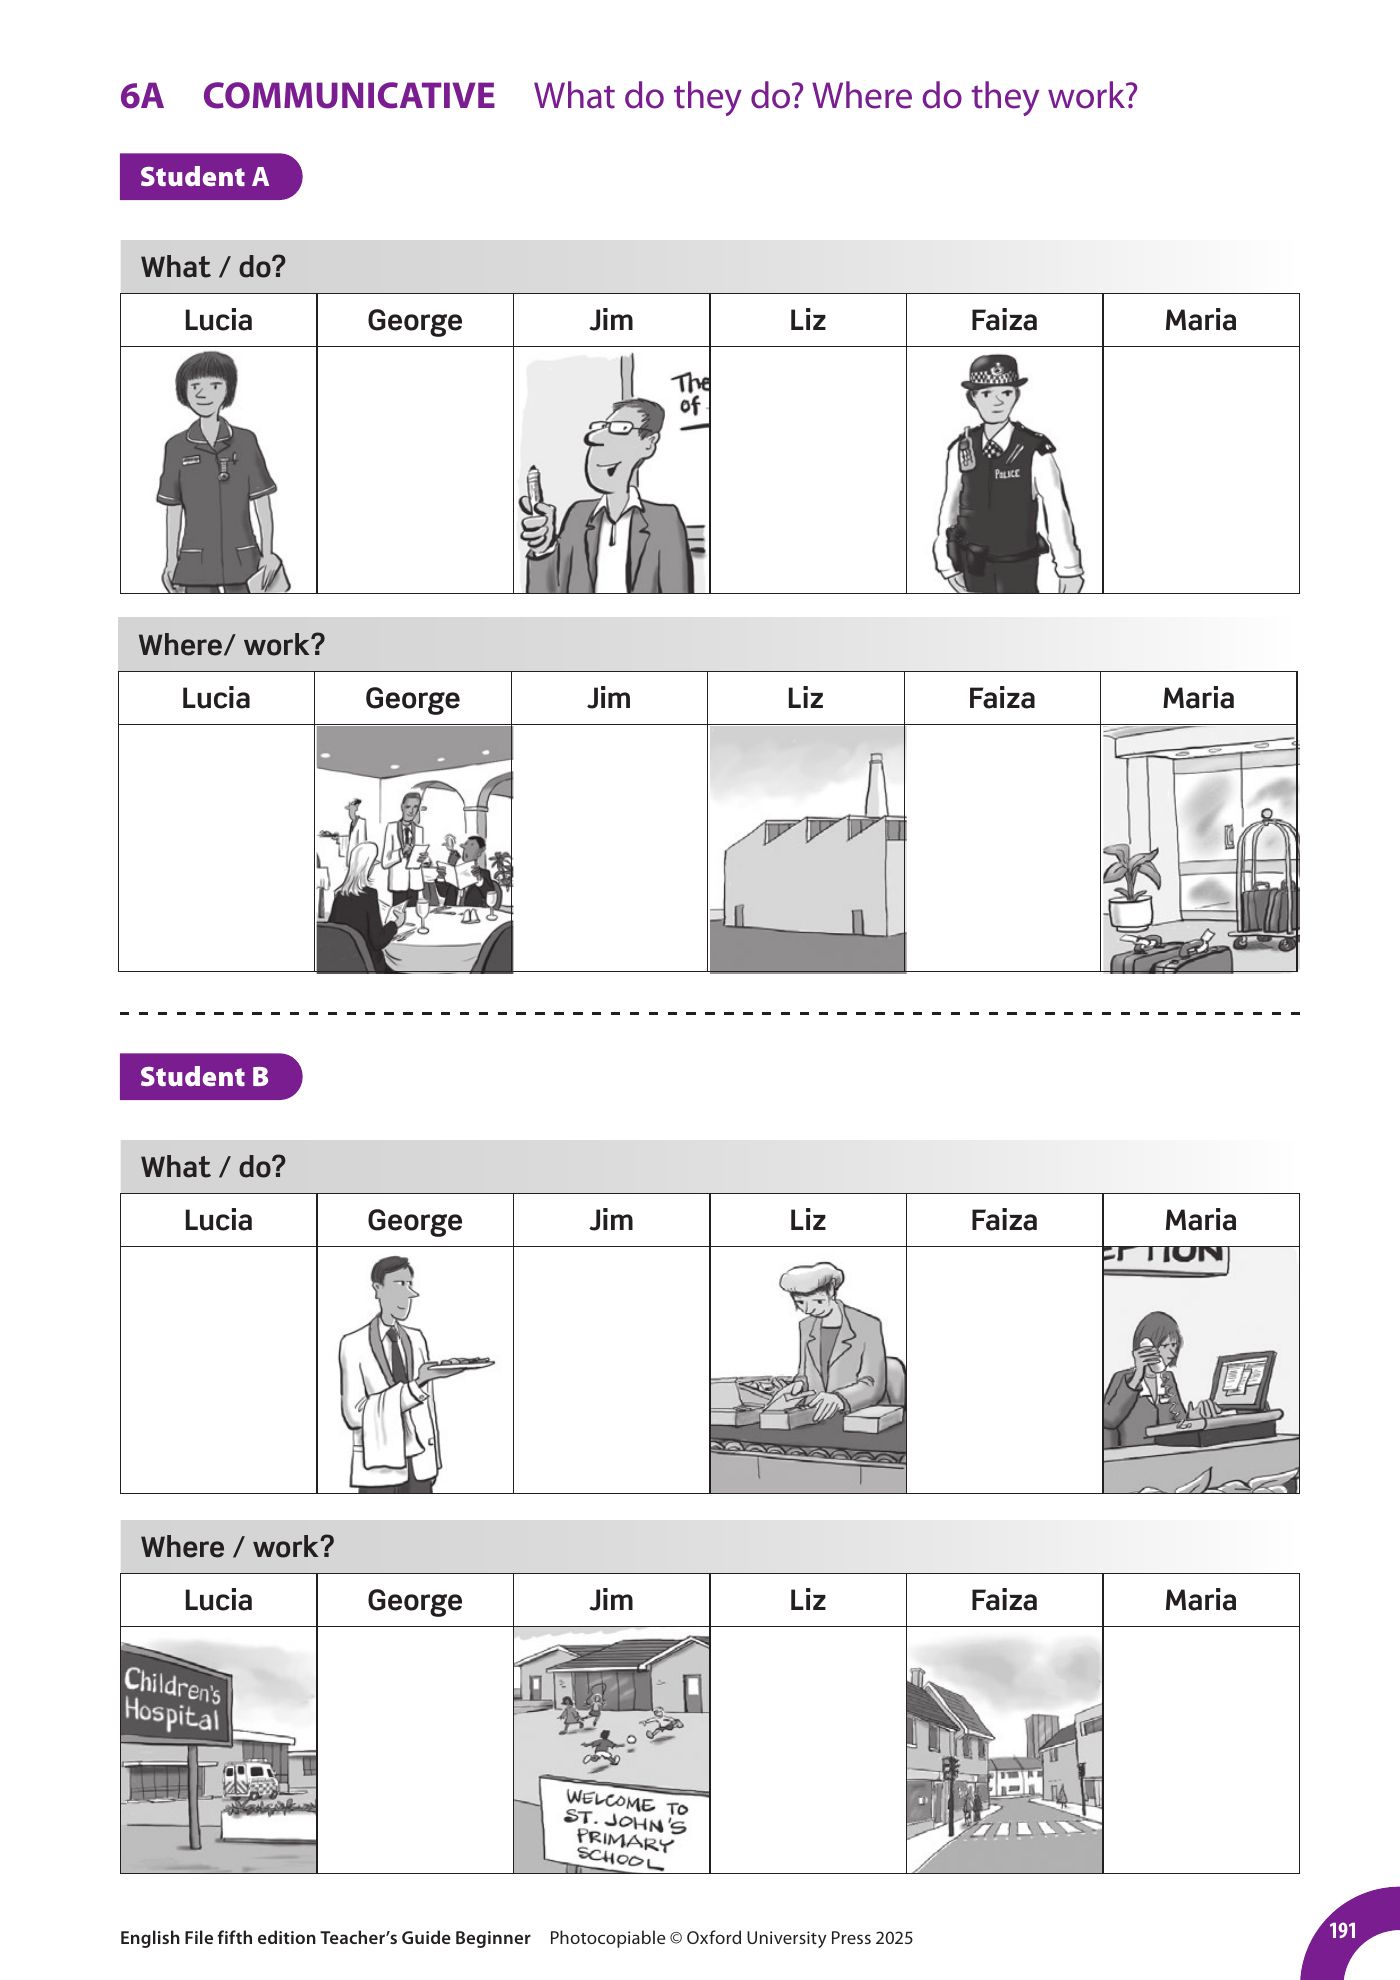 6A COMMUNICATIVE What do they do? Where do they work?
Student A
What / do?
Lucia George Jim Liz Faiza Maria
The
of
POLICE
Where/ work?
Lucia George Jim Liz Faiza Maria
Student B
What / do?
Lucia George Jim Liz Faiza Maria
EPTION
Where / work?
Lucia George Jim Liz Faiza Maria
Children's
Hospital
WELCOME TO
ST. JOHN'S
PRIMARY
SCHOOL
English File fifth edition Teacher's Guide Beginner Photocopiable © Oxford University Press 2025
191